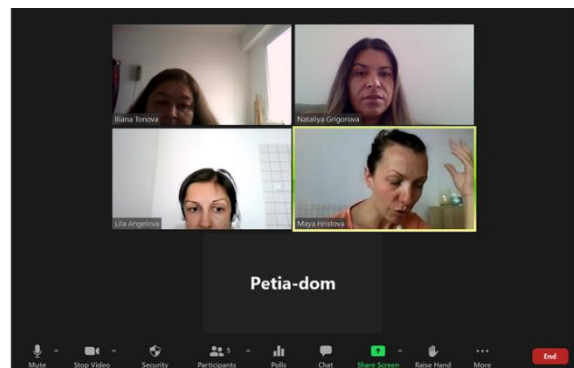 Iliana Tonova
Nataliya Grigorova
Lila Angelova
Maya Hristova
Petia-dom
Mute
Stop Video
Security
Participants
5
Polls
Chat
Share Screen
Raise Hand
More
End